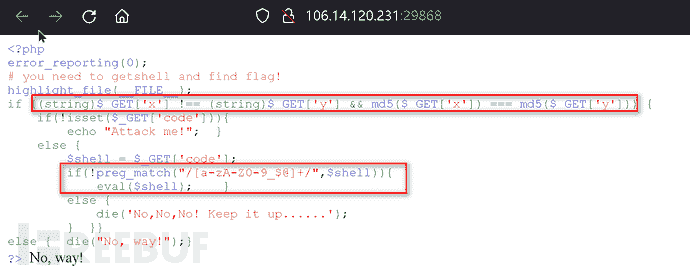 106.14.120.231:29868
<?php
error_reporting(0);
# you need to getshell and find flag!
highlight_file(__FILE__);
if ((string)$_GET['x'] !== (string)$_GET['y'] && md5($_GET['x']) === md5($_GET['y'])) {
if(!isset($_GET['code'])){
echo "Attack me!"; }
else {
$shell = $_GET['code'];
if(!preg_match("/[a-zA-Z0-9_$@]+/",$shell)){
eval($shell); }
else {
die('No,No,No! Keep it up......');
} }}
else { die("No, way!");}
?> No, way!
REEBUF